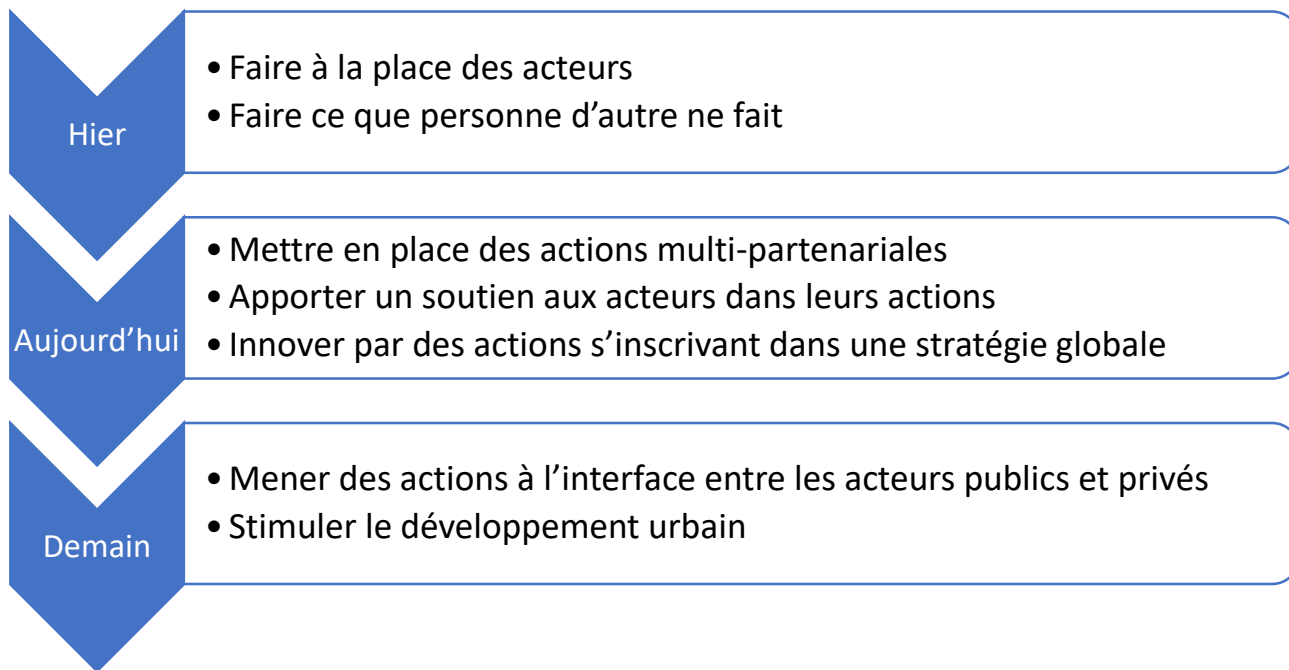 Hier
• Faire à la place des acteurs
• Faire ce que personne d’autre ne fait
Aujourd’hui
• Mettre en place des actions multi-partenariales
• Apporter un soutien aux acteurs dans leurs actions
• Innover par des actions s’inscrivant dans une stratégie globale
Demain
• Mener des actions à l’interface entre les acteurs publics et privés
• Stimuler le développement urbain